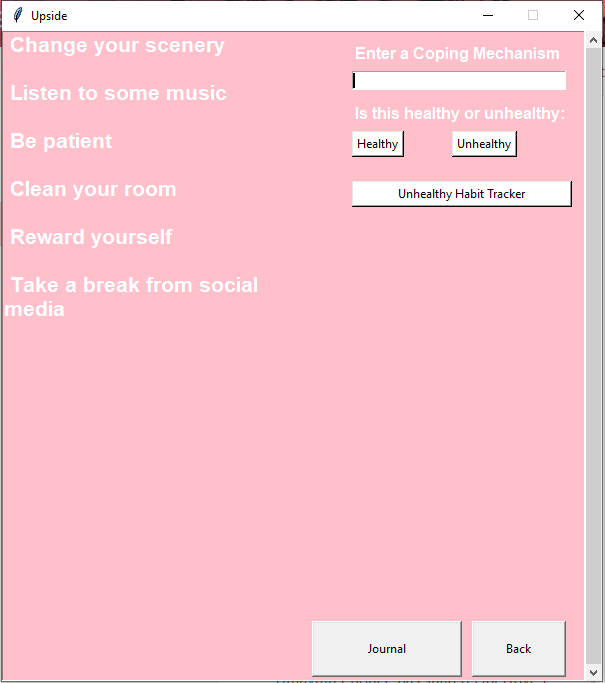 Upside
Change your scenery
Listen to some music
Be patient
Clean your room
Reward yourself
Take a break from social
media
Enter a Coping Mechanism
Is this healthy or unhealthy:
Healthy
Unhealthy
Unhealthy Habit Tracker
Journal
Back